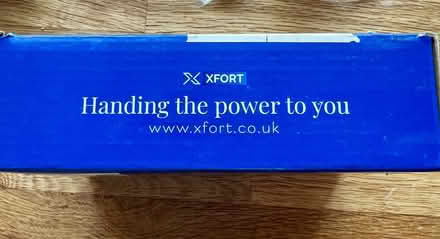 XFORT
Handing the power to you
www.xfort.co.uk